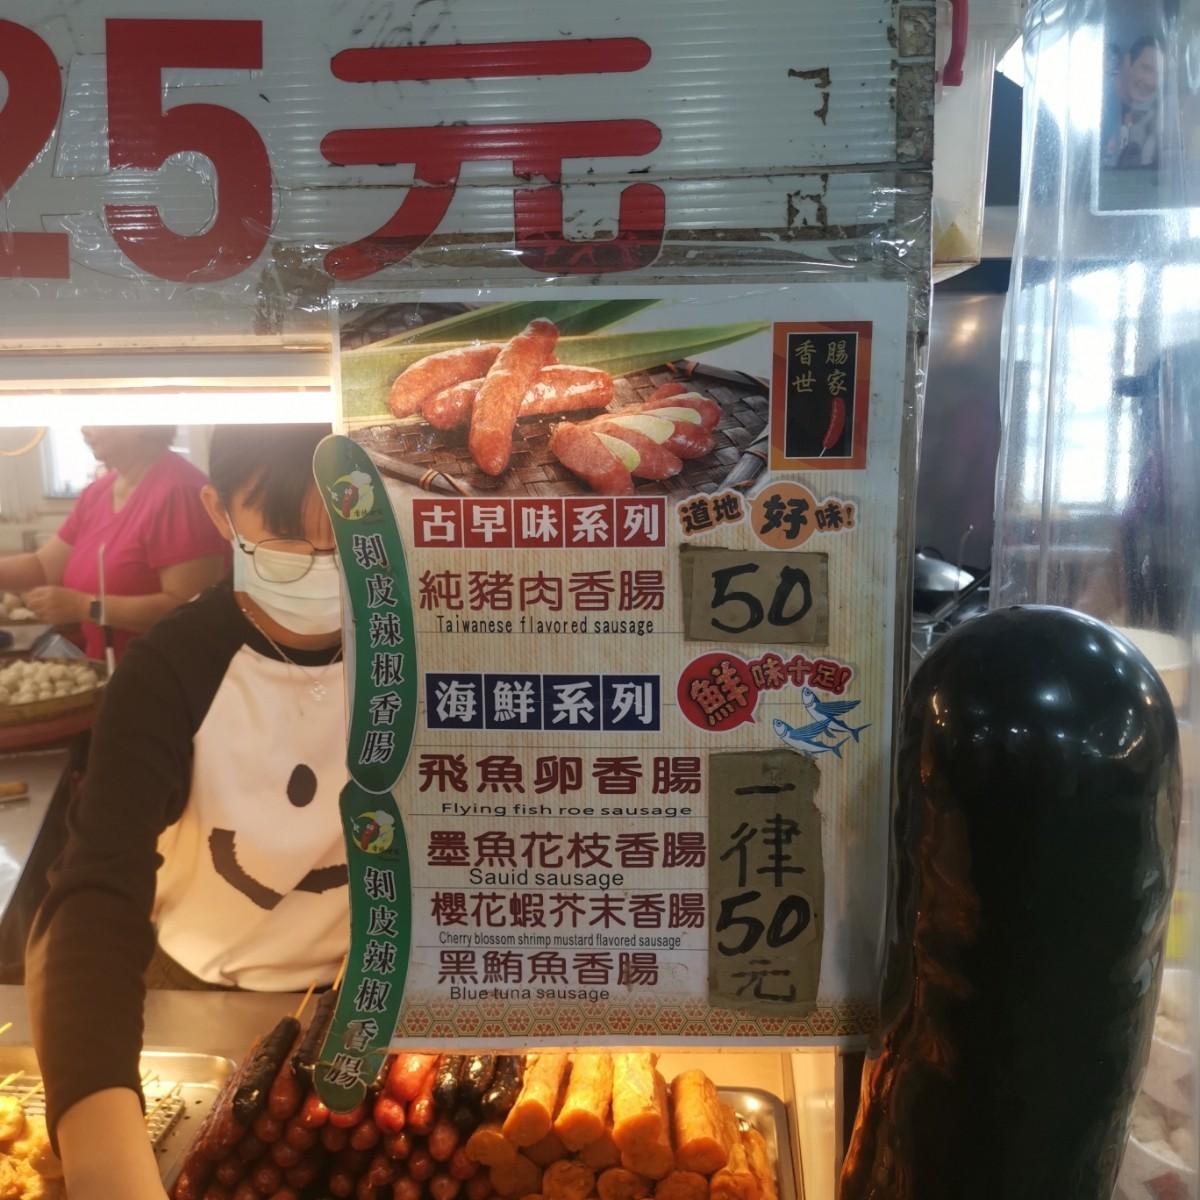 25元
香腸
世家
古早味系列
道地好味!
純豬肉香腸
50
Taiwanese flavored sausage
海鮮系列
鮮味十足!
飛魚卵香腸
Flying fish roe sausage
墨魚花枝香腸
Sauid sausage
櫻花蝦芥末香腸
Cherry blossom shrimp mustard flavored sausage
黑鮪魚香腸
Blue tuna sausage
一律
50
元
剝皮辣椒香腸
剝皮辣椒香腸